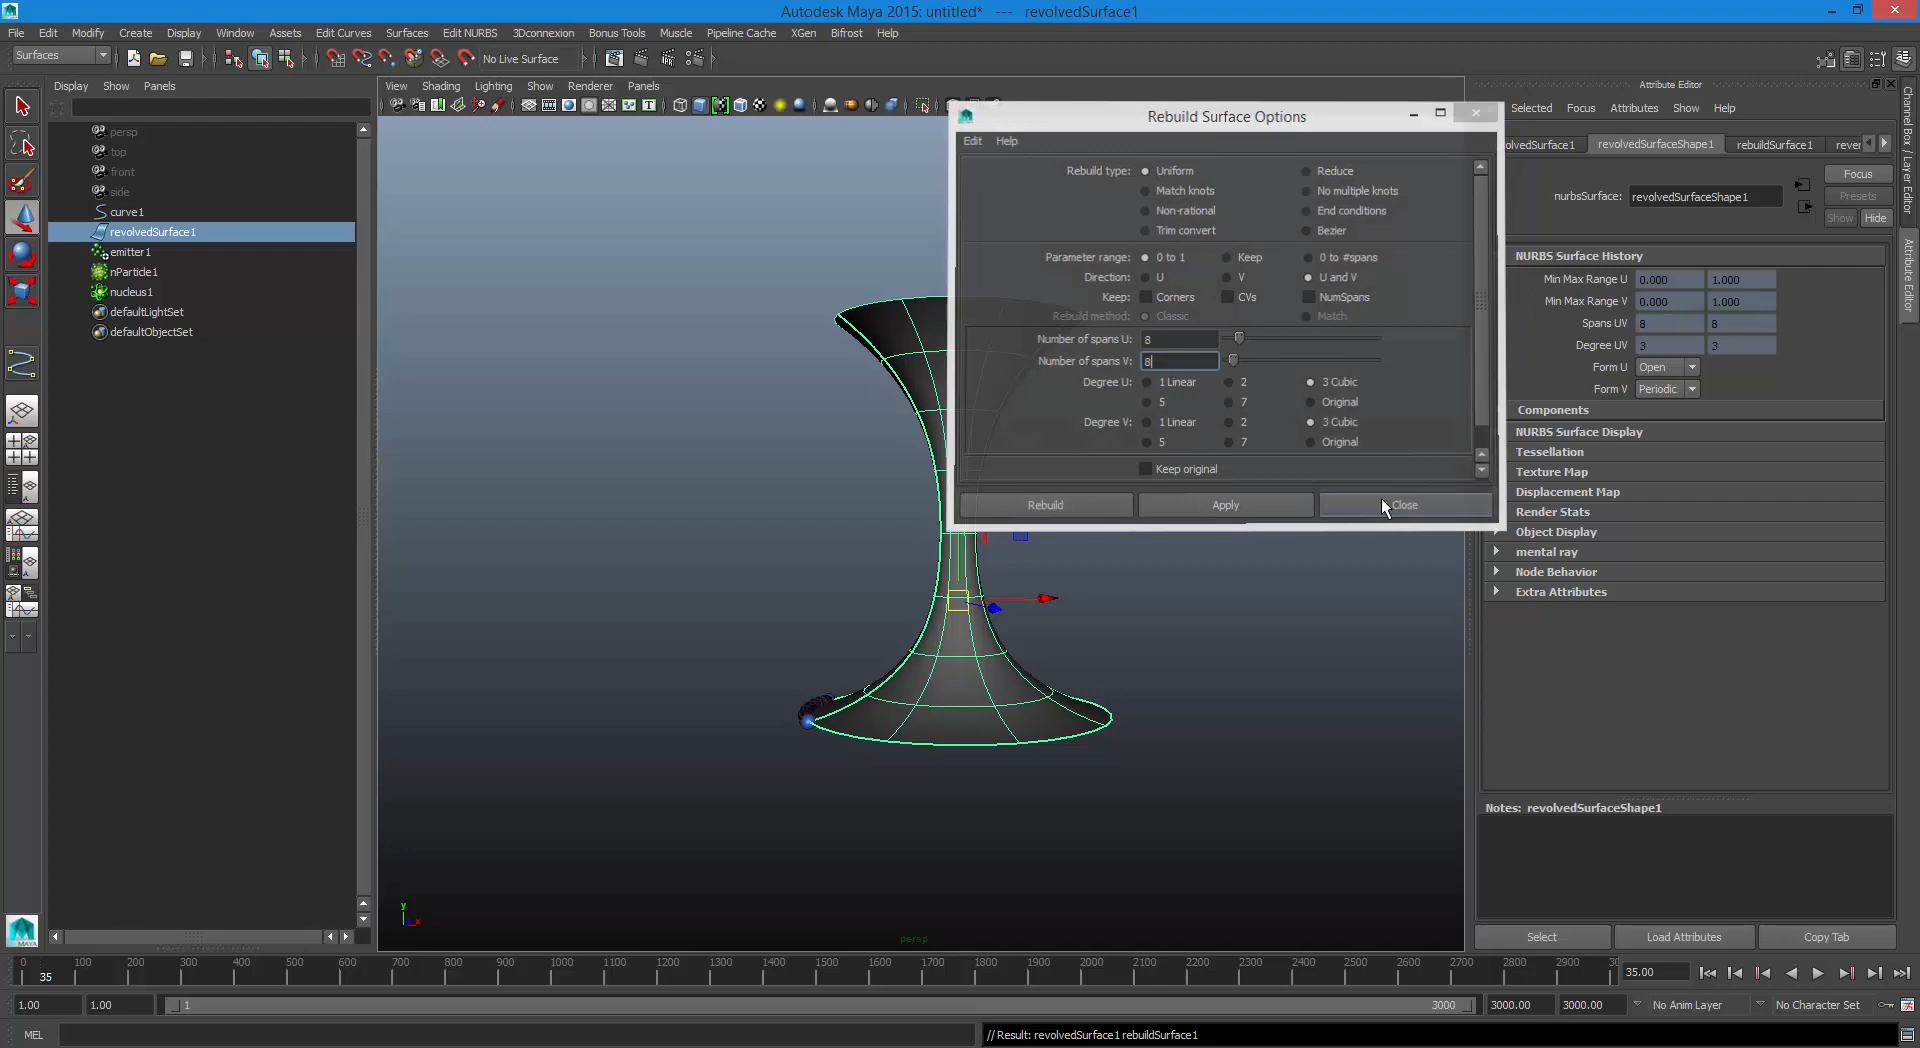 Autodesk Maya 2015: untitled* --- revolvedSurface1
File Edit Modify Create Display Window Assets Edit Curves Surfaces Edit NURBS 3Dconnexion Bonus Tools Muscle Pipeline Cache XGen Bifrost Help
Surfaces
No Live Surface
Display Show Panels
View Shading Lighting Show Renderer Panels
persp
top
front
side
curve1
revolvedSurface1
emitter1
nParticle1
nucleus1
defaultLightSet
defaultObjectSet
Rebuild Surface Options
Edit Help
Rebuild type: Uniform Reduce
Match knots No multiple knots
Non-rational End conditions
Trim convert Bezier
Parameter range: 0 to 1 Keep 0 to #spans
Direction: U V U and V
Keep: Corners CVs NumSpans
Rebuild method: Classic Match
Number of spans U: 8
Number of spans V: 8
Degree U: 1 Linear 2 3 Cubic
5 7 Original
Degree V: 1 Linear 2 3 Cubic
5 7 Original
Keep original
Rebuild Apply Close
Attribute Editor
Selected Focus Attributes Show Help
olvedSurface1 revolvedSurfaceShape1 rebuildSurface1 rever
Focus
nurbsSurface: revolvedSurfaceShape1
Presets
Show Hide
NURBS Surface History
Min Max Range U 0.000 1.000
Min Max Range V 0.000 1.000
Spans UV 8 8
Degree UV 3 3
Form U Open
Form V Periodic
Components
NURBS Surface Display
Tessellation
Texture Map
Displacement Map
Render Stats
Object Display
mental ray
Node Behavior
Extra Attributes
Notes: revolvedSurfaceShape1
Select Load Attributes Copy Tab
Channel Box / Layer Editor
Attribute Editor
y
x
persp
MAYA
0 100 200 300 400 500 600 700 800 900 1000 1100 1200 1300 1400 1500 1600 1700 1800 1900 2000 2100 2200 2300 2400 2500 2600 2700 2800 2900
35
35.00
1.00 1.00 1 3000 3000.00 3000.00 No Anim Layer No Character Set
MEL
// Result: revolvedSurface1 rebuildSurface1